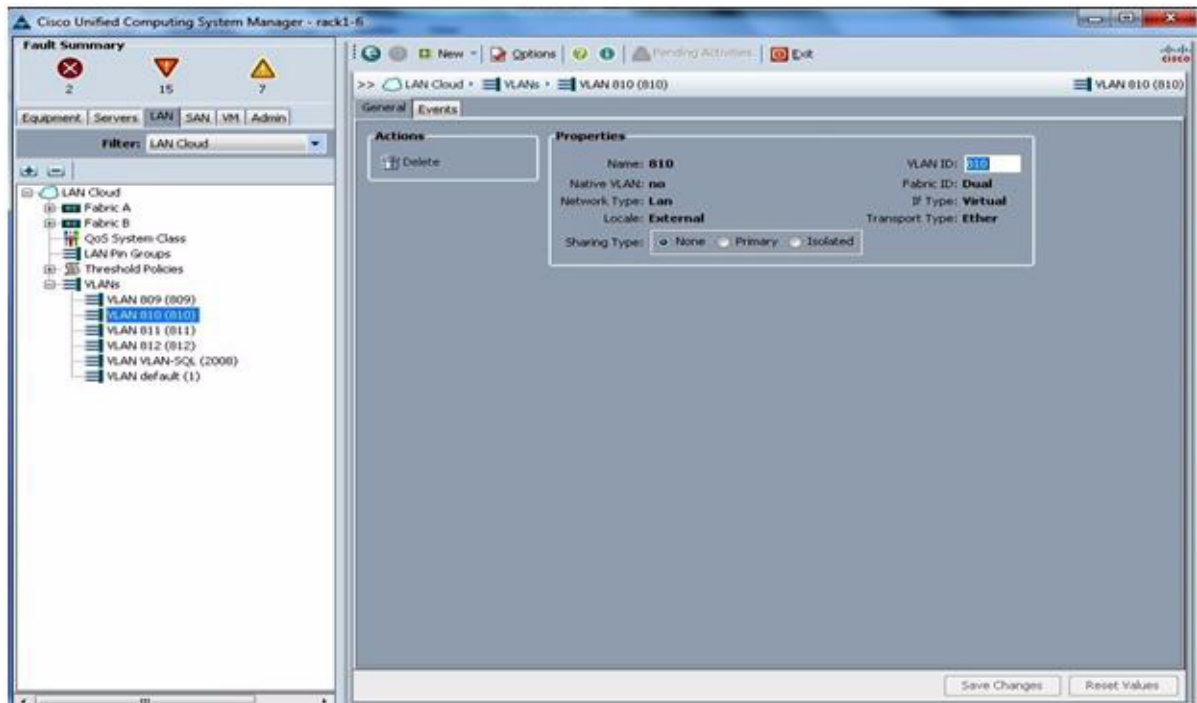 Cisco Unified Computing System Manager - rack1-6
Fault Summary
2 15 7
Equipment Servers LAN SAN VM Admin
Filter: LAN Cloud
LAN Cloud
Fabric A
Fabric B
QoS System Class
LAN Pin Groups
Threshold Policies
VLANs
VLAN 809 (809)
VLAN 810 (810)
VLAN 811 (811)
VLAN 812 (812)
VLAN VLAN-SQL (2008)
VLAN default (1)
New Options Pending Activities Exit
cisco
>> LAN Cloud VLANs VLAN 810 (810)
VLAN 810 (810)
General Events
Actions
Delete
Properties
Name: 810
VLAN ID: 810
Native VLAN: no
Fabric ID: Dual
Network Type: Lan
If Type: Virtual
Locale: External
Transport Type: Ether
Sharing Type: None Primary Isolated
Save Changes Reset Values